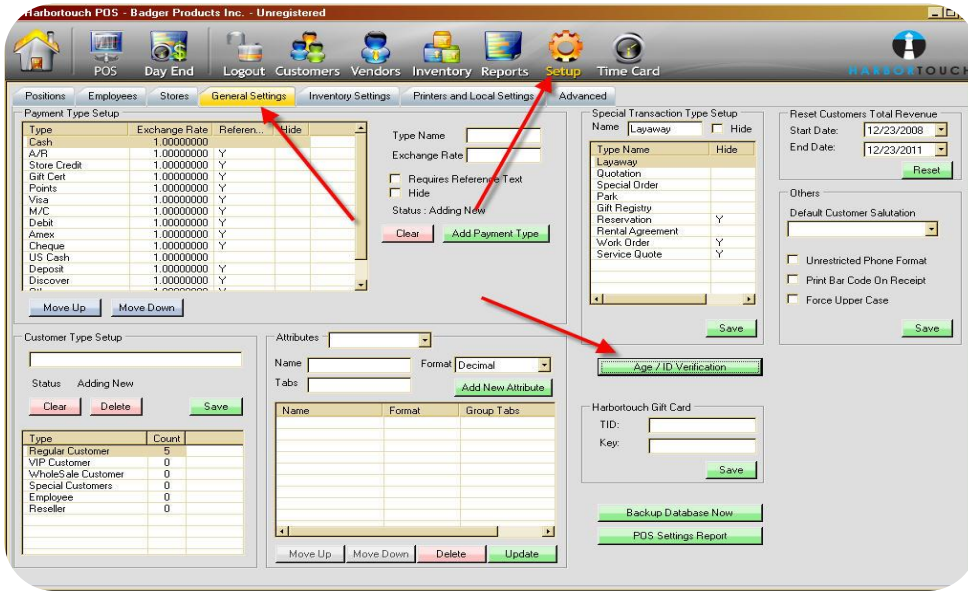 Harbortouch POS - Badger Products Inc. - Unregistered
POS Day End Logout Customers Vendors Inventory Reports Setup Time Card
HARBORTOUCH
Positions Employees Stores General Settings Inventory Settings Printers and Local Settings Advanced
Payment Type Setup
Type Exchange Rate Referen... Hide
Cash 1.00000000
A/R 1.00000000 Y
Store Credit 1.00000000 Y
Gift Cert 1.00000000 Y
Points 1.00000000 Y
Visa 1.00000000 Y
M/C 1.00000000 Y
Debit 1.00000000 Y
Amex 1.00000000 Y
Cheque 1.00000000 Y
US Cash 1.00000000
Deposit 1.00000000 Y
Discover 1.00000000 Y
Move Up Move Down
Type Name
Exchange Rate
Requires Reference Text
Hide
Status : Adding New
Clear Add Payment Type
Special Transaction Type Setup
Name Layaway Hide
Type Name Hide
Layaway
Quotation
Special Order
Park
Gift Registry
Reservation Y
Rental Agreement
Work Order Y
Service Quote Y
Save
Reset Customers Total Revenue
Start Date: 12/23/2008
End Date: 12/23/2011
Reset
Others
Default Customer Salutation
Unrestricted Phone Format
Print Bar Code On Receipt
Force Upper Case
Save
Customer Type Setup
Status Adding New
Clear Delete Save
Type Count
Regular Customer 5
VIP Customer 0
WholeSale Customer 0
Special Customers 0
Employee 0
Reseller 0
Attributes
Name Format Decimal
Tabs Add New Attribute
Name Format Group Tabs
Move Up Move Down Delete Update
Age / ID Verification
Harbortouch Gift Card
TID:
Key:
Save
Backup Database Now
POS Settings Report